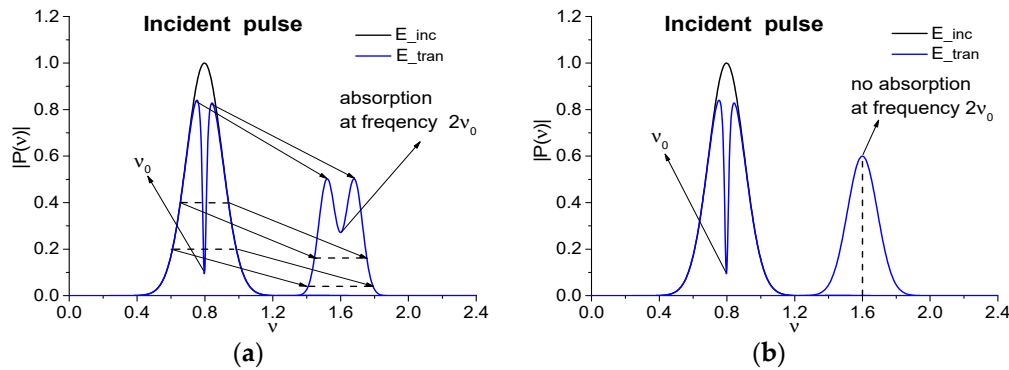 Incident pulse
E_inc
E_tran
absorption
at freqency 2ν₀
ν₀
|P(ν)|
1.2
1.0
0.8
0.6
0.4
0.2
0.0
0.0 0.4 0.8 1.2 1.6 2.0 2.4
ν
(a)
Incident pulse
E_inc
E_tran
no absorption
at frequency 2ν₀
ν₀
|P(ν)|
1.2
1.0
0.8
0.6
0.4
0.2
0.0
0.0 0.4 0.8 1.2 1.6 2.0 2.4
ν
(b)